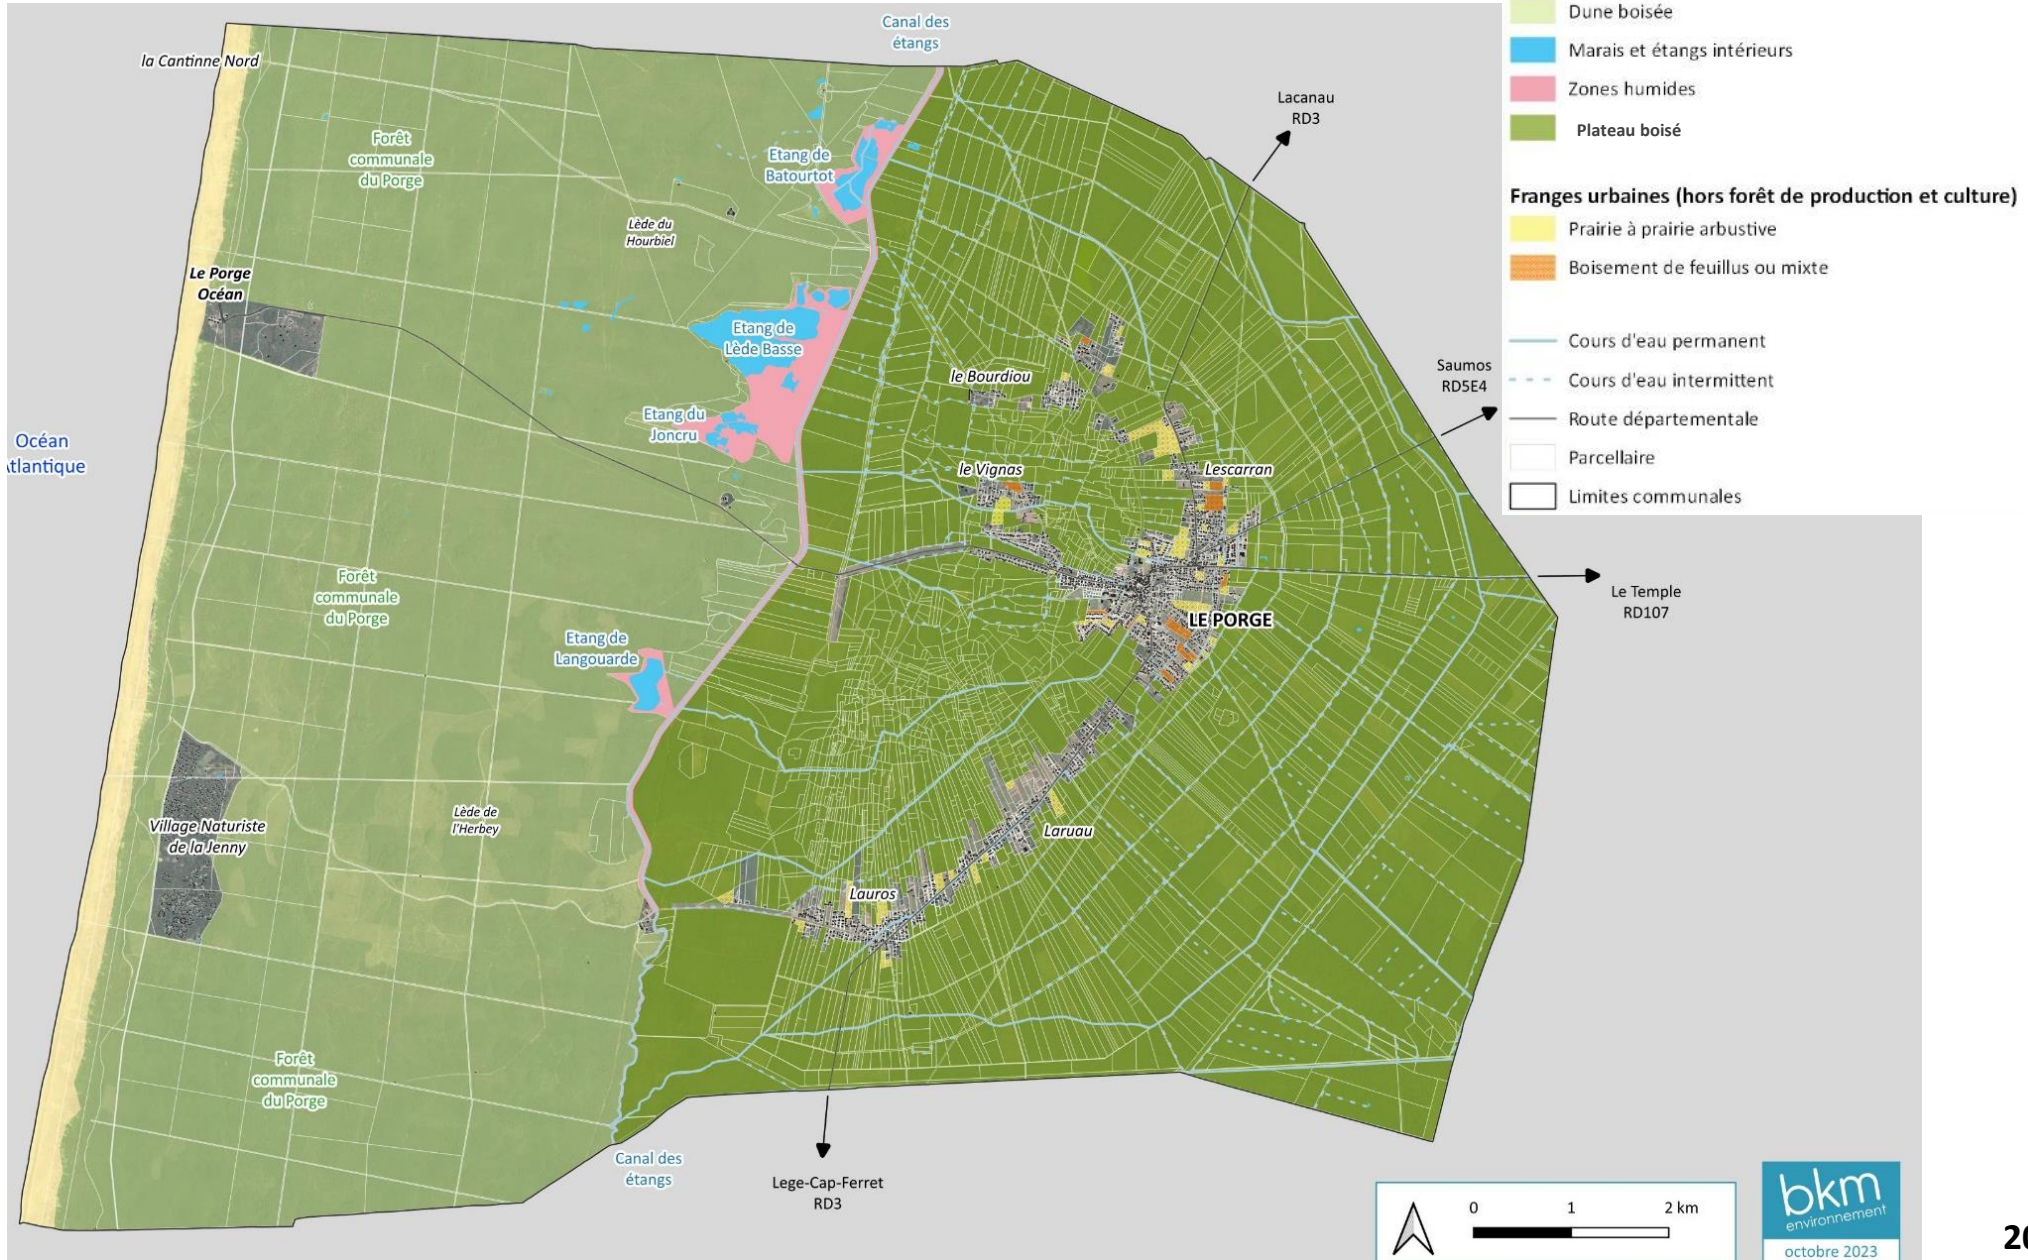 Canal des
étangs
la Cantinne Nord
Forêt
communale
du Porge
Etang de
Batourtot
Lède du
Hourbiel
Le Porge
Océan
Etang de
Lède Basse
Etang du
Joncru
Océan
Atlantique
le Bourdiou
le Vignas
Lescarran
Lacanau
RD3
Saumos
RD5E4
Le Temple
RD107
LE PORGE
Forêt
communale
du Porge
Etang de
Langouarde
Village Naturiste
de la Jenny
Lède de
l'Herbey
Laruau
Lauros
Forêt
communale
du Porge
Canal des
étangs
Lege-Cap-Ferret
RD3
Dune boisée
Marais et étangs intérieurs
Zones humides
Plateau boisé
Franges urbaines (hors forêt de production et culture)
Prairie à prairie arbustive
Boisement de feuillus ou mixte
Cours d'eau permanent
Cours d'eau intermittent
Route départementale
Parcellaire
Limites communales
0 1 2 km
bkm
environnement
octobre 2023